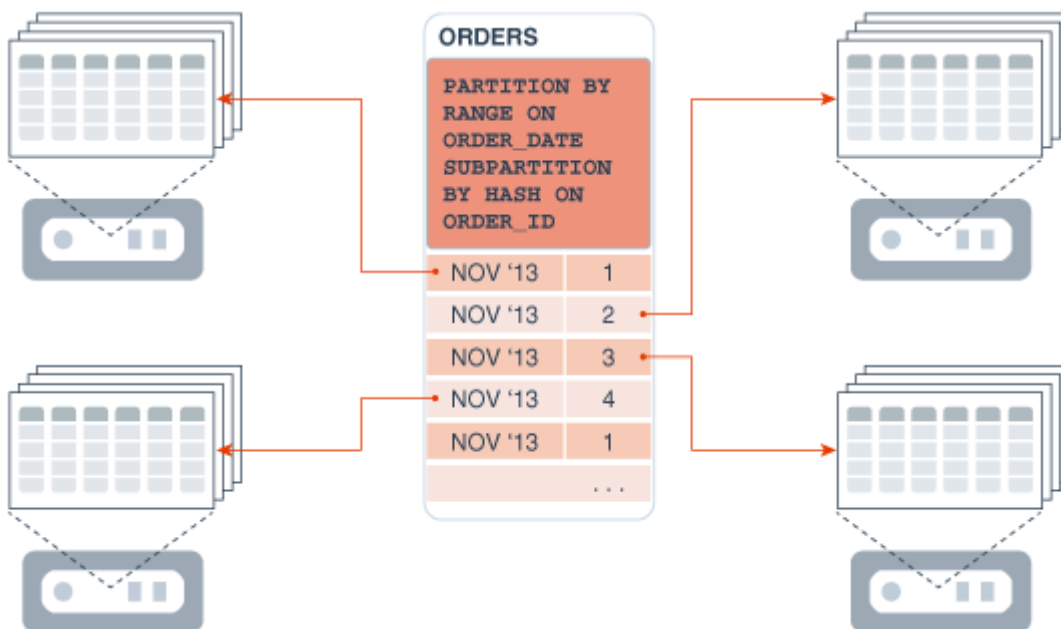 ORDERS
PARTITION BY
RANGE ON
ORDER_DATE
SUBPARTITION
BY HASH ON
ORDER_ID
NOV ‘13 1
NOV ‘13 2
NOV ‘13 3
NOV ‘13 4
NOV ‘13 1
...